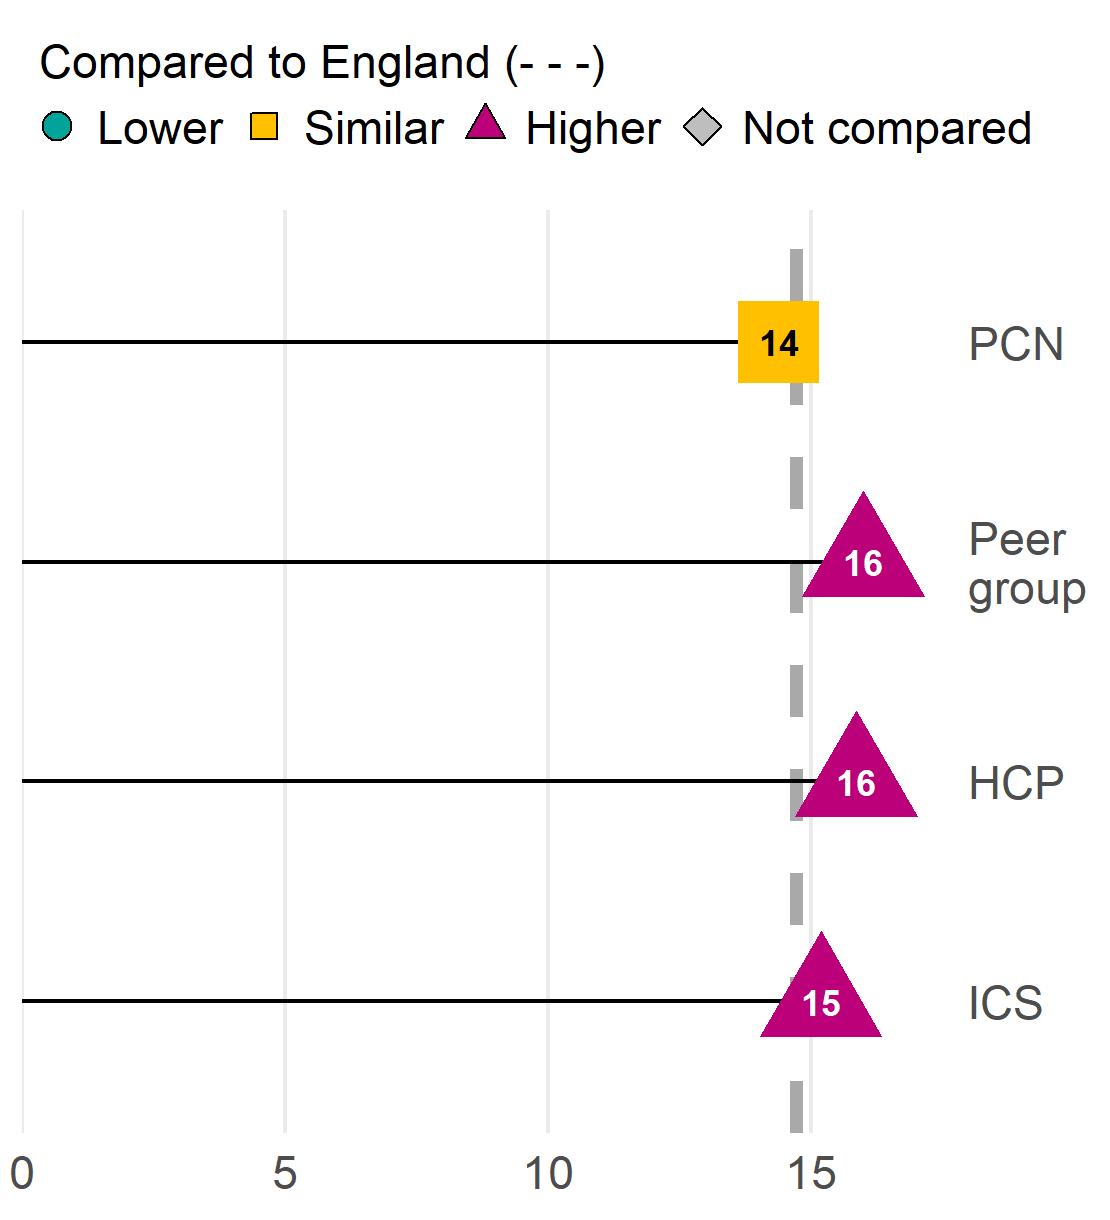 Compared to England (- - -)
Lower Similar Higher Not compared
14 PCN
16 Peer
group
16 HCP
15 ICS
0 5 10 15